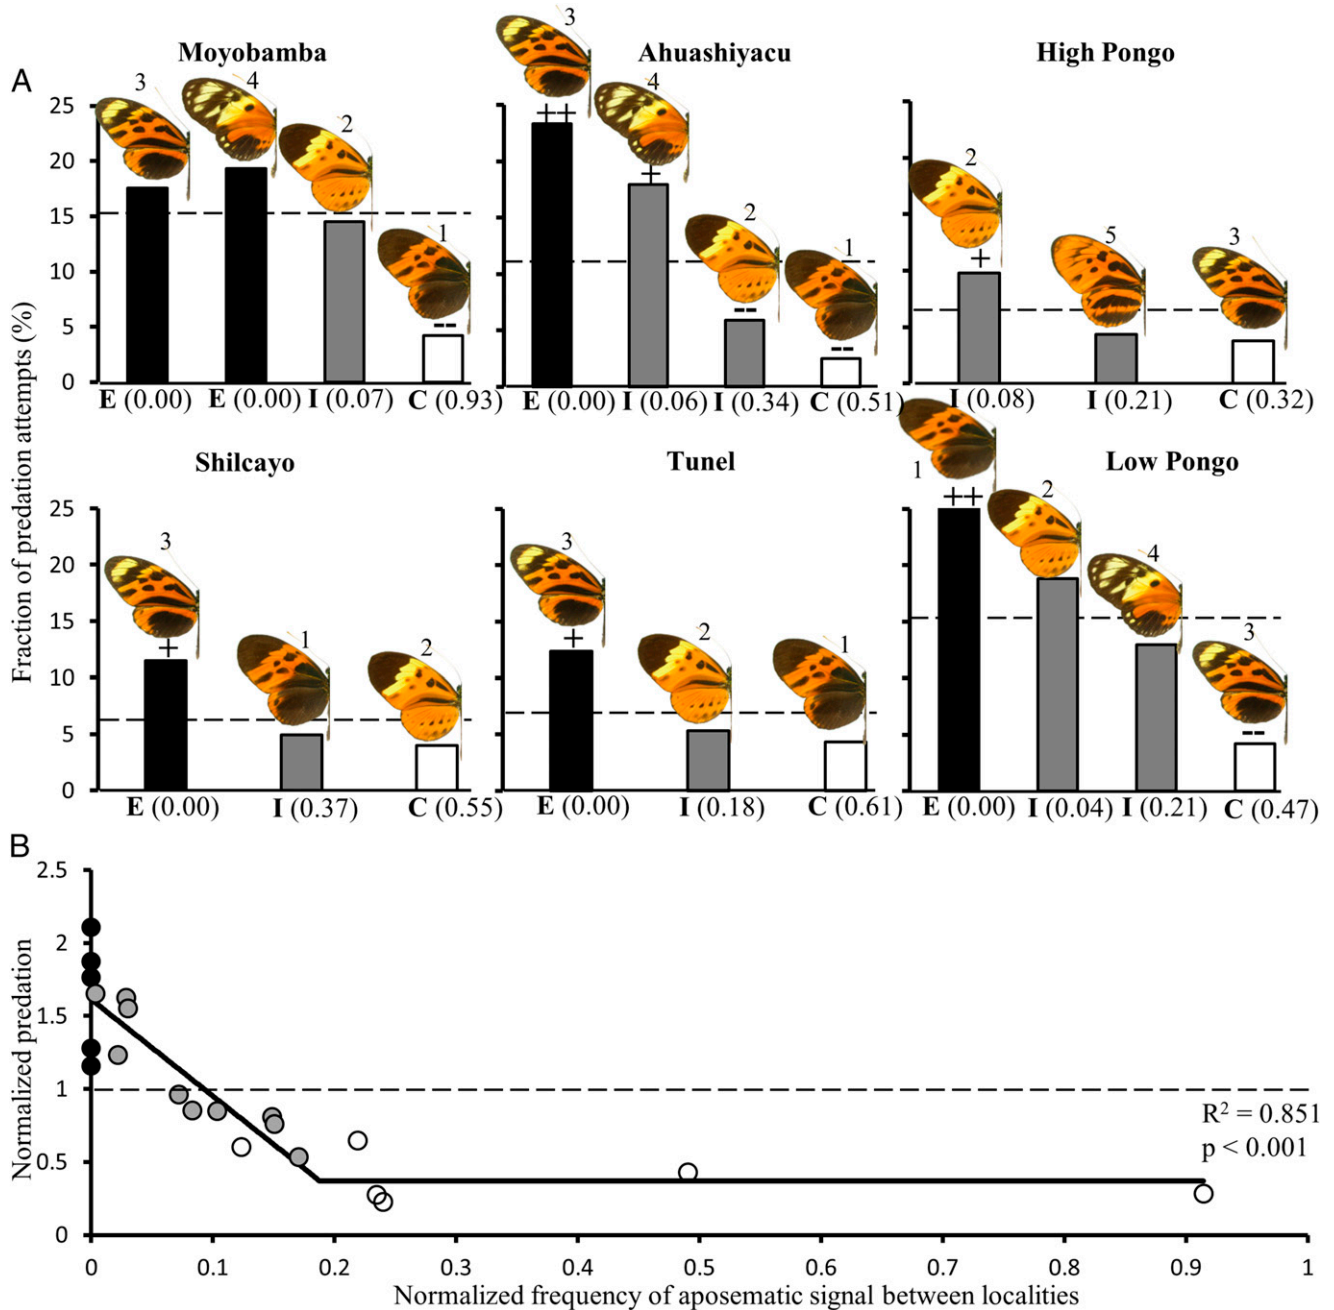 A
Fraction of predation attempts (%)
Moyobamba
25
20
15
10
5
0
3
4
2
1
--
E (0.00)
E (0.00)
I (0.07)
C (0.93)
Ahuashiyacu
3
++
4
+
2
--
1
--
E (0.00)
I (0.06)
I (0.34)
C (0.51)
High Pongo
2
+
5
3
I (0.08)
I (0.21)
C (0.32)
Shilcayo
25
20
15
10
5
0
3
+
1
2
E (0.00)
I (0.37)
C (0.55)
Tunel
3
+
2
1
E (0.00)
I (0.18)
C (0.61)
Low Pongo
1
++
2
4
3
--
E (0.00)
I (0.04)
I (0.21)
C (0.47)
B
Normalized predation
2.5
2
1.5
1
0.5
0
R² = 0.851
p < 0.001
0 0.1 0.2 0.3 0.4 0.5 0.6 0.7 0.8 0.9 1
Normalized frequency of aposematic signal between localities